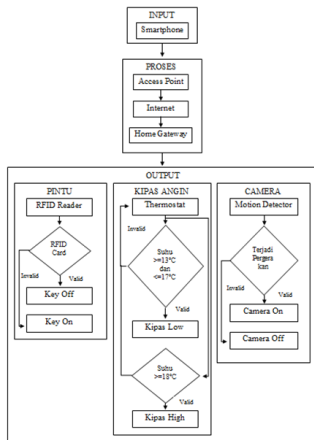 INPUT
Smartphone
PROSES
Access Point
Internet
Home Gateway
OUTPUT
PINTU
RFID Reader
RFID
Card
Invalid
Valid
Key Off
Key On
KIPAS ANGIN
Thermostat
Invalid
Suhu
>=13°C
dan
<=17°C
Valid
Kipas Low
Suhu
>=18°C
Valid
Kipas High
CAMERA
Motion Detector
Terjadi
Pergera
kan
Invalid
Valid
Camera On
Camera Off